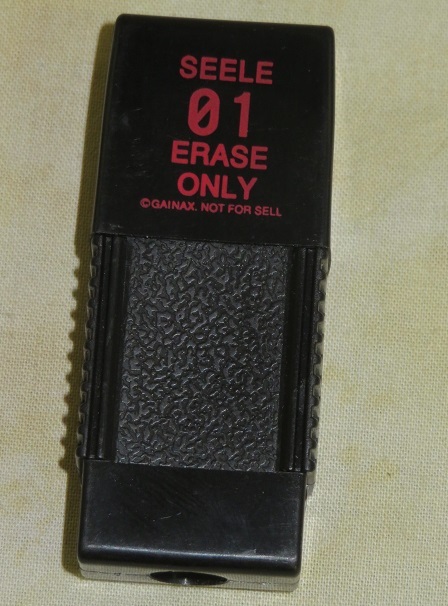 SEELE
01
ERASE
ONLY
©GAINAX. NOT FOR SELL